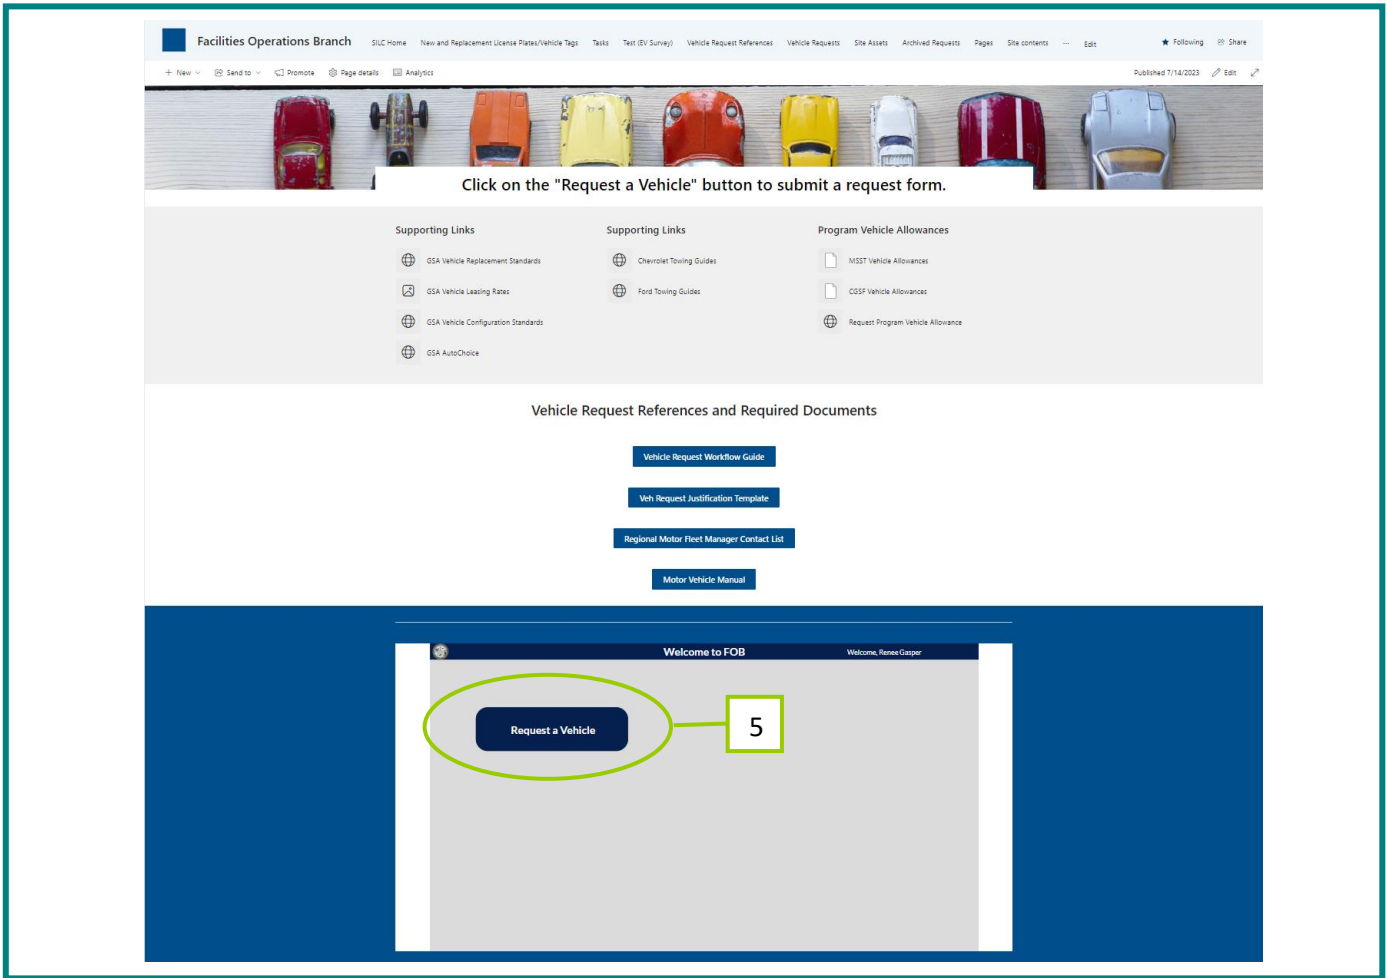 Facilities Operations Branch
SILC Home New and Replacement License Plates/Vehicle Tags Tasks Test (EV Survey) Vehicle Request References Vehicle Requests Site Assets Archived Requests Pages Site contents ... Edit
Following Share
+ New Send to Promote Page details Analytics
Published 7/14/2023 Edit
Click on the "Request a Vehicle" button to submit a request form.
Supporting Links
GSA Vehicle Replacement Standards
GSA Vehicle Leasing Rates
GSA Vehicle Configuration Standards
GSA AutoChoice
Supporting Links
Chevrolet Towing Guides
Ford Towing Guides
Program Vehicle Allowances
MSST Vehicle Allowances
CGSF Vehicle Allowances
Request Program Vehicle Allowance
Vehicle Request References and Required Documents
Vehicle Request Workflow Guide
Veh Request Justification Template
Regional Motor Fleet Manager Contact List
Motor Vehicle Manual
Welcome to FOB
Welcome, Renee Gasper
Request a Vehicle
5